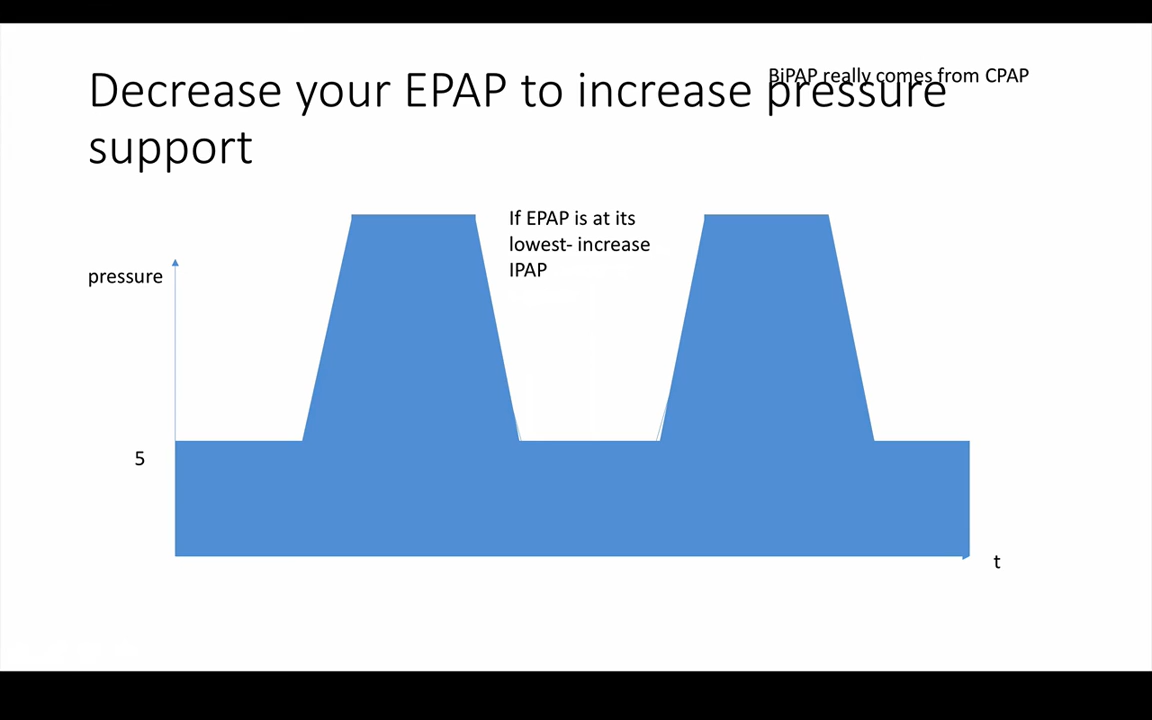 BiPAP really comes from CPAP
Decrease your EPAP to increase pressure
support
If EPAP is at its
lowest- increase
IPAP
pressure
5
t